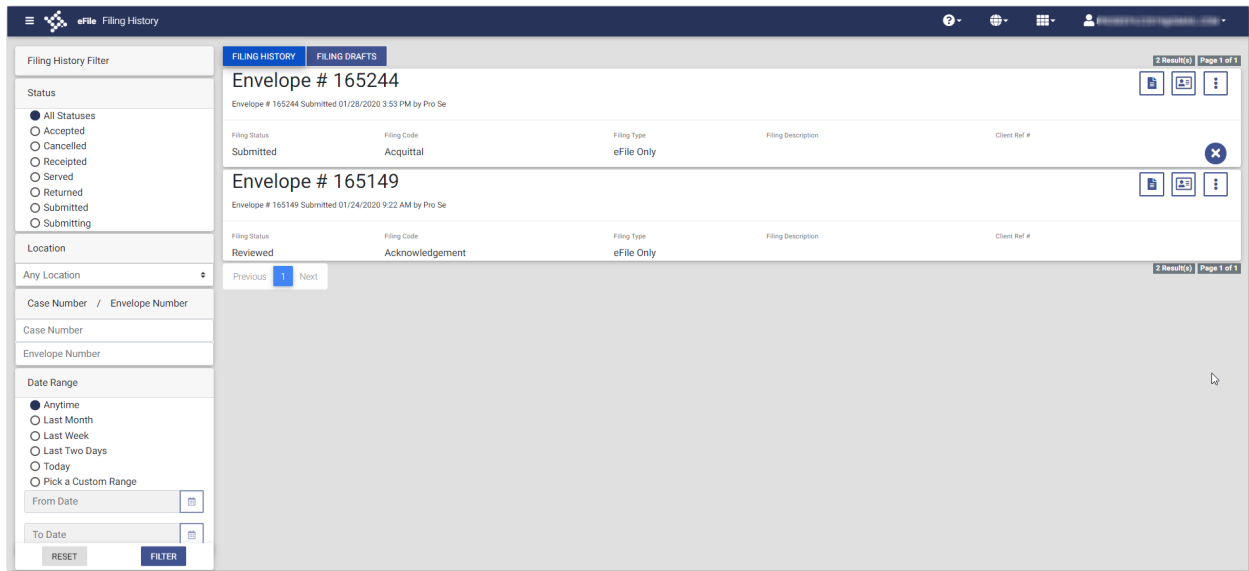 eFile Filing History
Filing History Filter
Status
All Statuses
Accepted
Cancelled
Receipted
Served
Returned
Submitted
Submitting
Location
Any Location
Case Number / Envelope Number
Case Number
Envelope Number
Date Range
Anytime
Last Month
Last Week
Last Two Days
Today
Pick a Custom Range
From Date
To Date
RESET FILTER
FILING HISTORY FILING DRAFTS
2 Result(s) Page 1 of 1
Envelope # 165244
Envelope # 165244 Submitted 01/28/2020 3:53 PM by Pro Se
Filing Status Filing Code Filing Type Filing Description Client Ref #
Submitted Acquittal eFile Only
Envelope # 165149
Envelope # 165149 Submitted 01/24/2020 9:22 AM by Pro Se
Filing Status Filing Code Filing Type Filing Description Client Ref #
Reviewed Acknowledgement eFile Only
Previous 1 Next
2 Result(s) Page 1 of 1